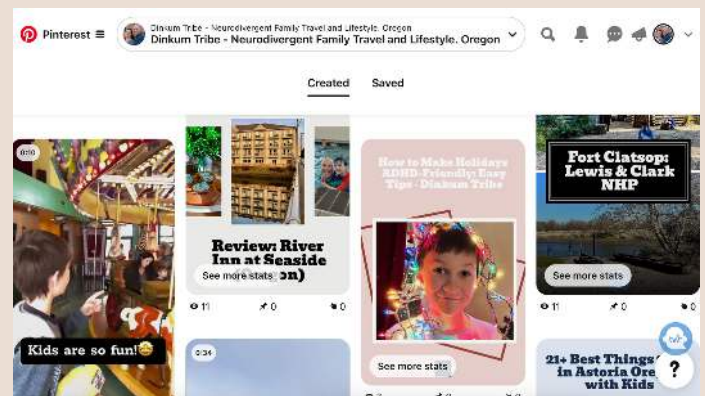 Pinterest
Dinkum Tribe - Neurodivergent Family Travel and Lifestyle. Oregon
Dinkum Tribe - Neurodivergent Family Travel and Lifestyle. Oregon
Created
Saved
0:10
Kids are so fun!🤩
Review: River
Inn at Seaside
on)
See more stats
11
0
0
0:34
How to Make Holidays
ADHD-Friendly: Easy
Tips - Dinkum Tribe
See more stats
Fort Clatsop:
Lewis & Clark
NHP
See more stats
11
0
0
21+ Best Things
in Astoria Ore
with Kids
?